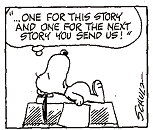 "...ONE FOR THIS STORY
AND ONE FOR THE NEXT
STORY YOU SEND US!"
SCHULZ